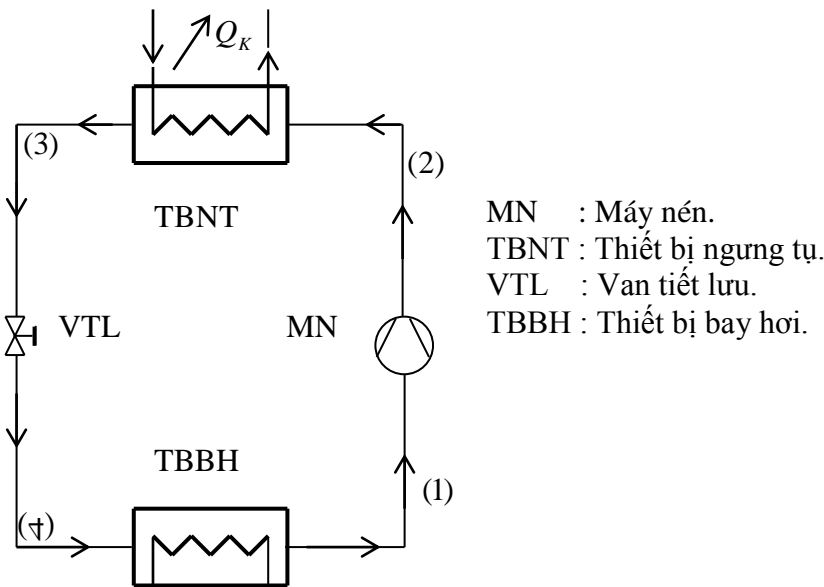 Q_K
(3)
(2)
TBNT
MN : Máy nén.
TBNT : Thiết bị ngưng tụ.
VTL : Van tiết lưu.
TBBH : Thiết bị bay hơi.
VTL
MN
TBBH
(1)
(4)